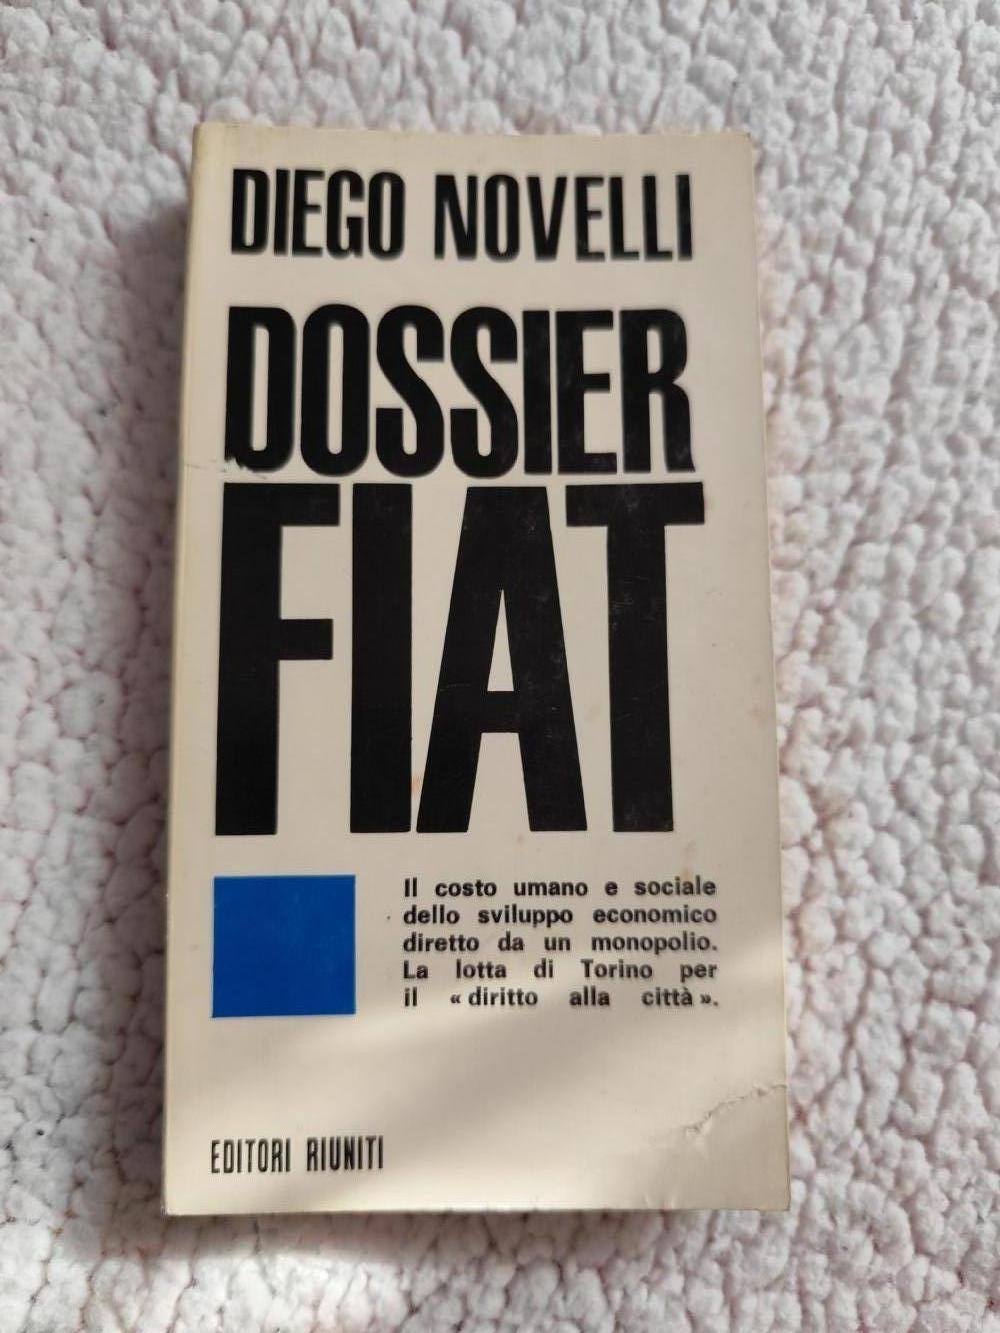 DIEGO NOVELLI
DOSSIER
FIAT
Il costo umano e sociale
dello sviluppo economico
diretto da un monopolio.
La lotta di Torino per
il « diritto alla città ».
EDITORI RIUNITI